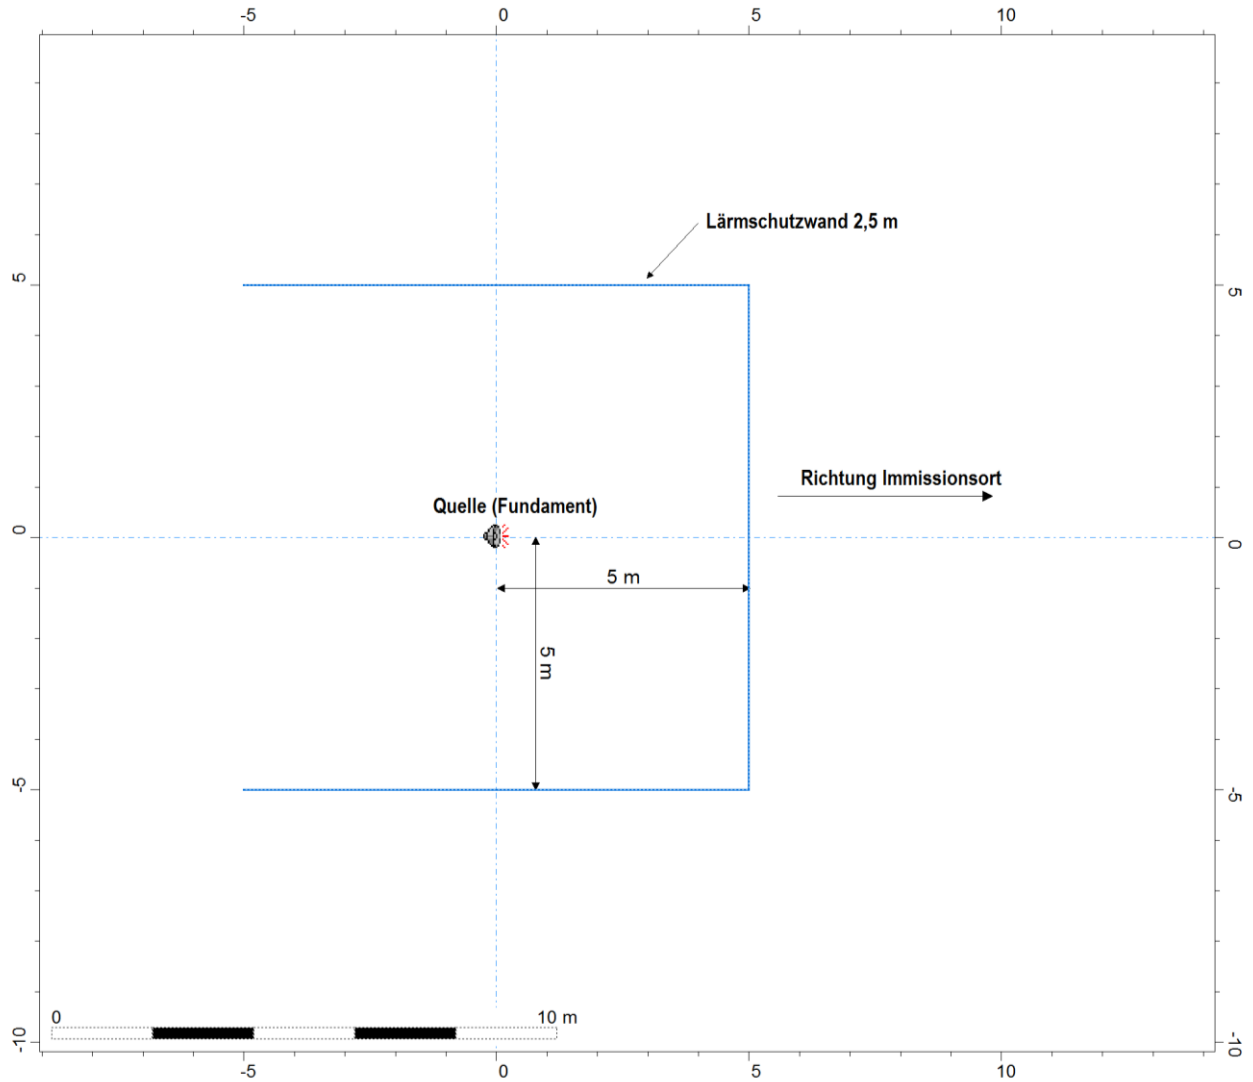 -5 0 5 10
Lärmschutzwand 2,5 m
5 5
Richtung Immissionsort
Quelle (Fundament)
0 0
5 m
5 m
-5 -5
0 10 m
-10 -10
-5 0 5 10